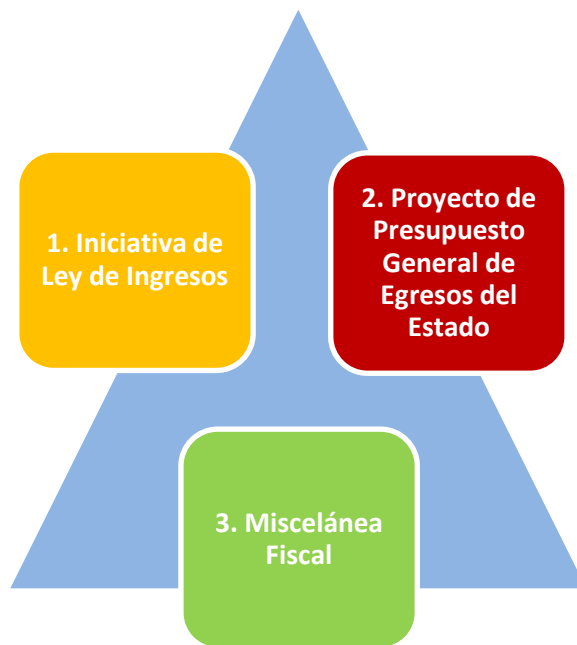 1. Iniciativa de
Ley de Ingresos
2. Proyecto de
Presupuesto
General de
Egresos del
Estado
3. Miscelánea
Fiscal